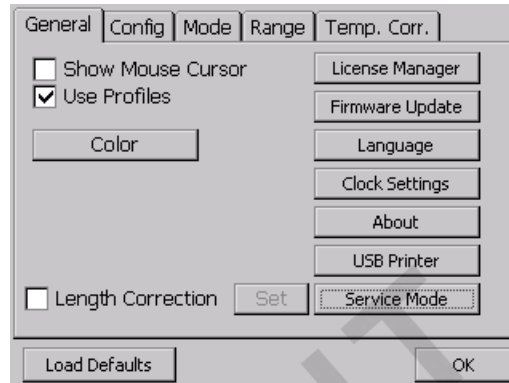 General Config Mode Range Temp. Corr.
Show Mouse Cursor License Manager
Use Profiles Firmware Update
Color Language
Clock Settings
About
USB Printer
Length Correction Set Service Mode
Load Defaults OK